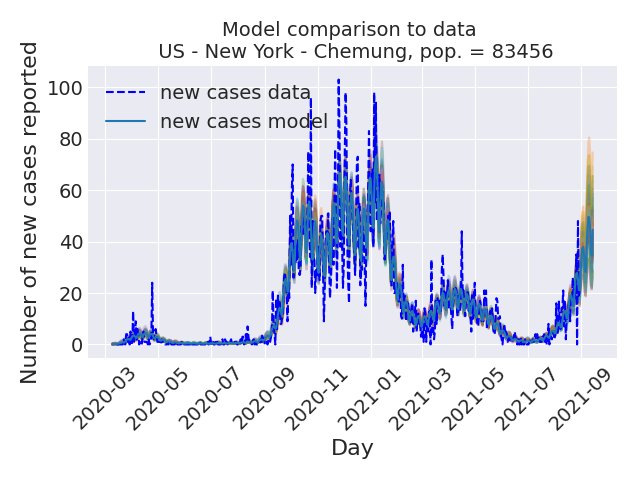 Model comparison to data
US - New York - Chemung, pop. = 83456
Number of new cases reported
100
80
60
40
20
0
new cases data
new cases model
2020-03
2020-05
2020-07
2020-09
2020-11
2021-01
2021-03
2021-05
2021-07
2021-09
Day